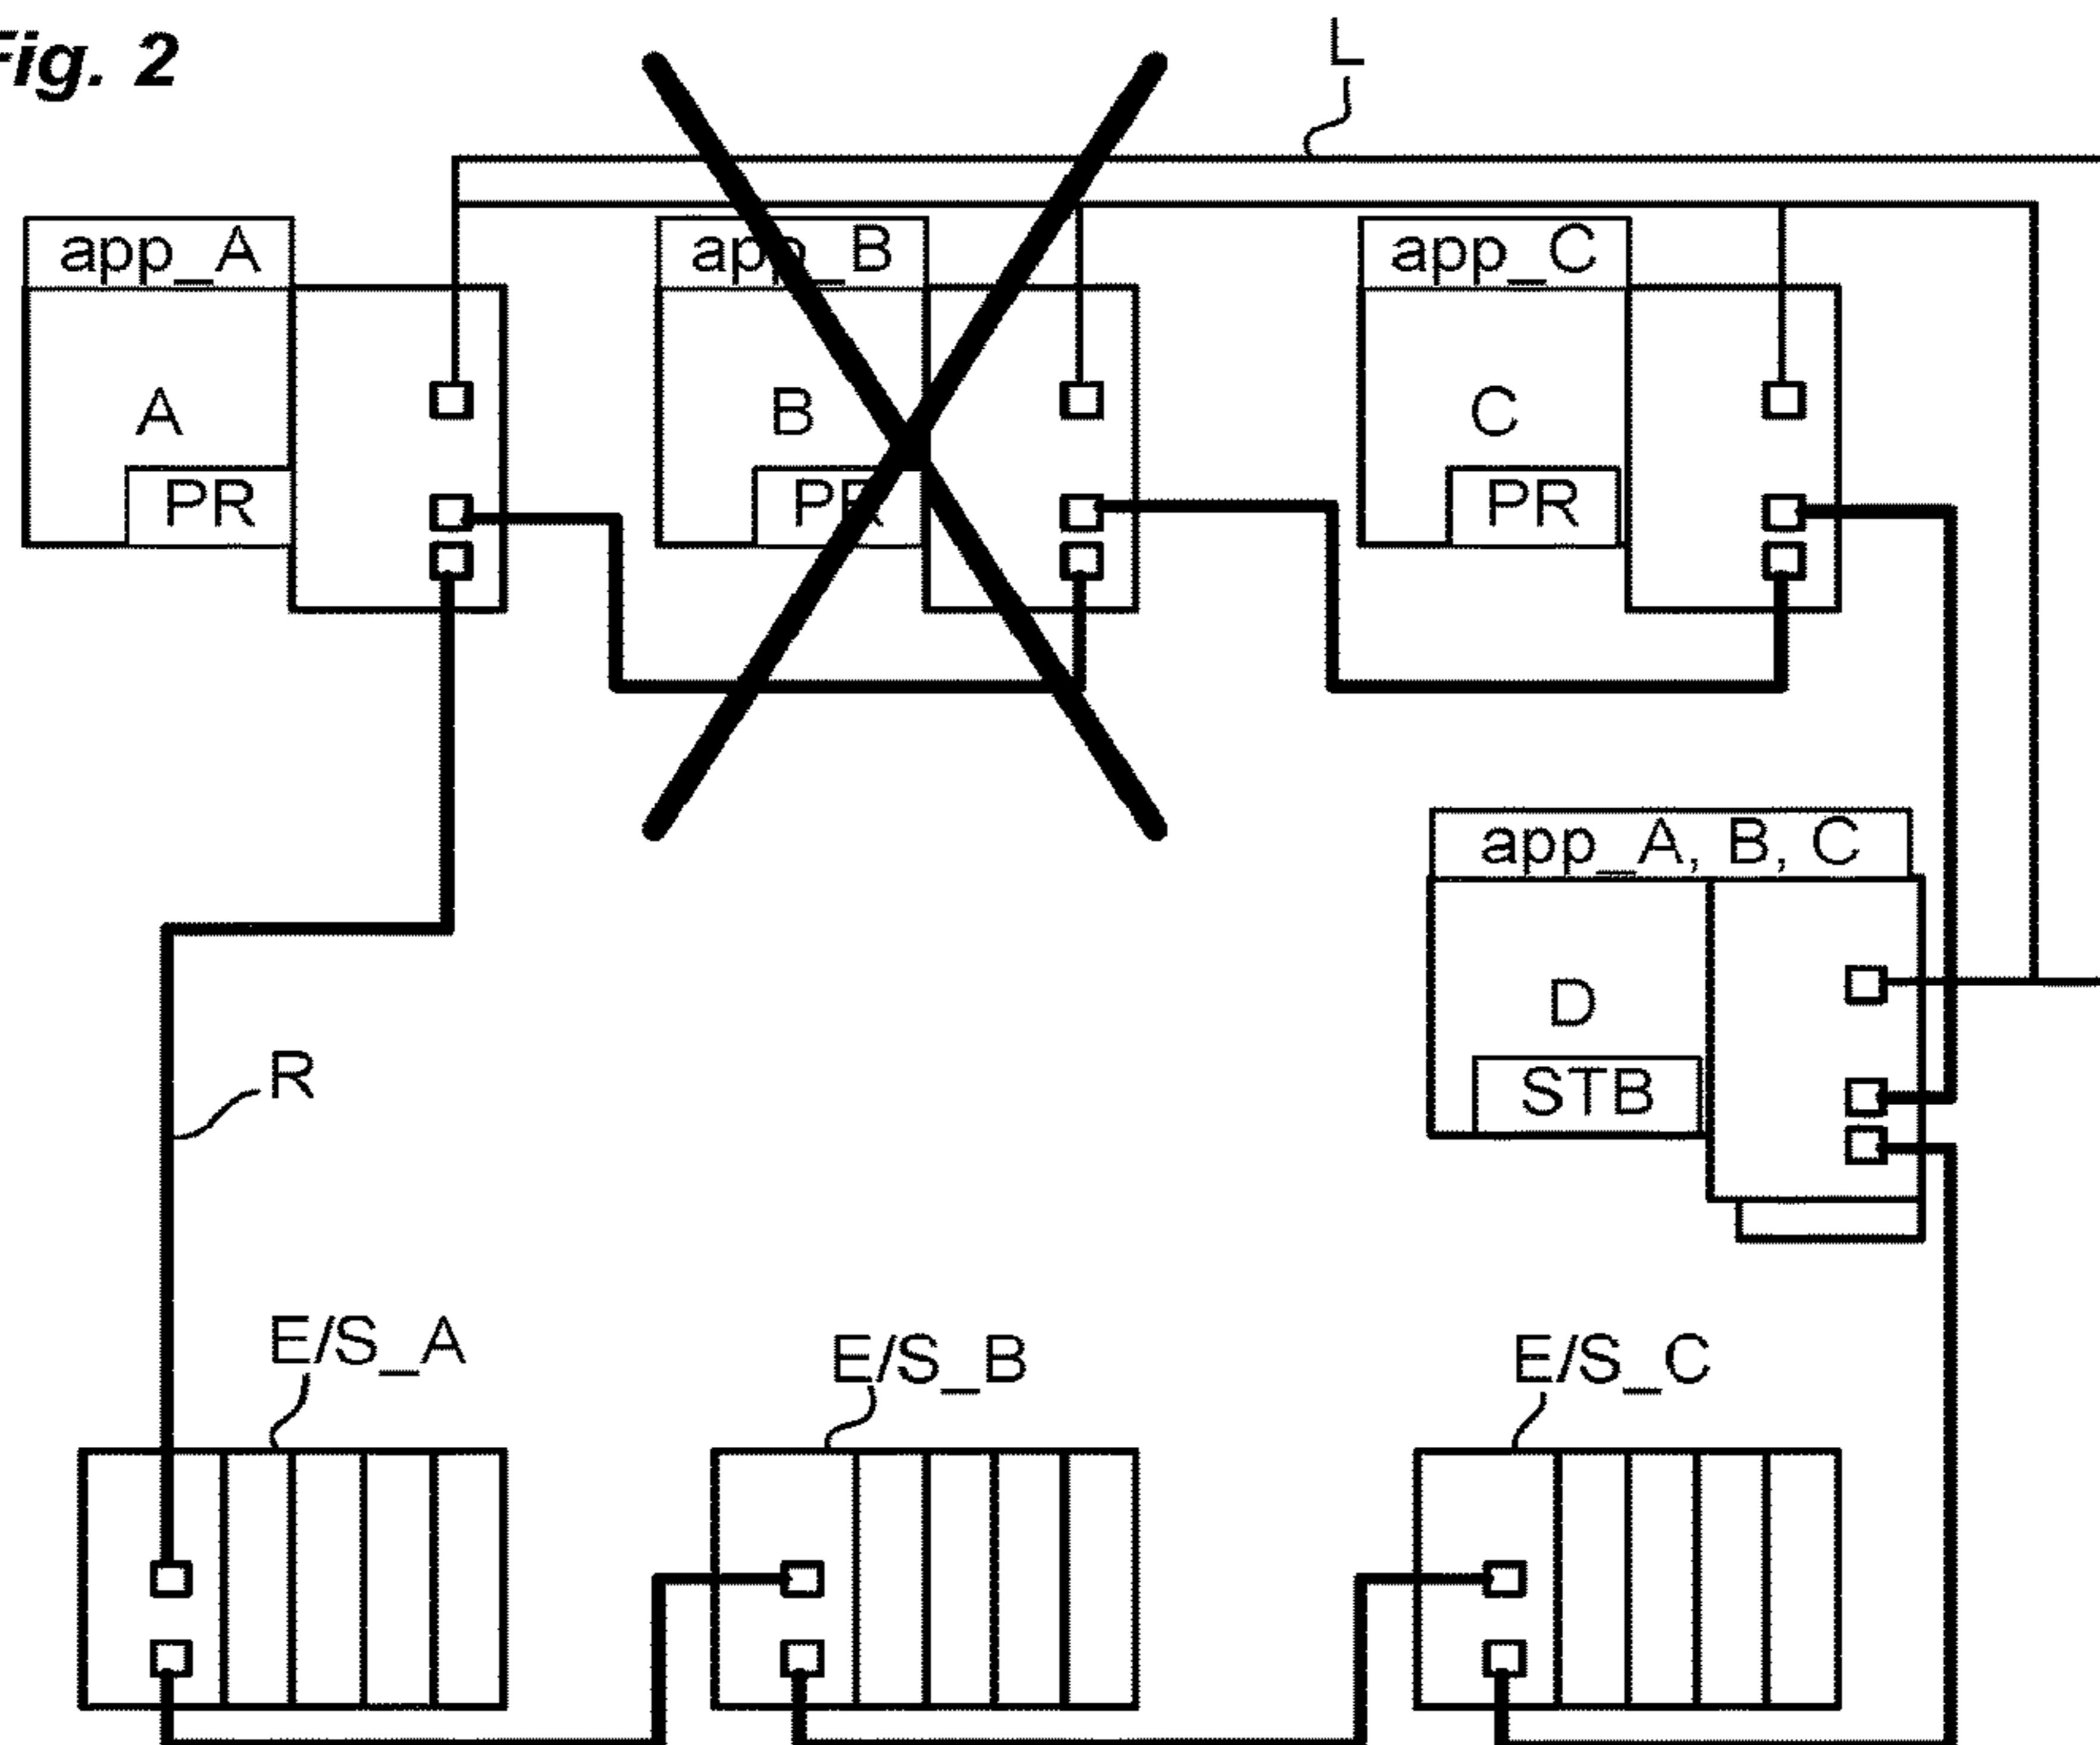 Fig. 2
L
app_A
app_B
app_C
A
B
C
PR
PR
PR
app_A, B, C
D
STB
R
E/S_A
E/S_B
E/S_C